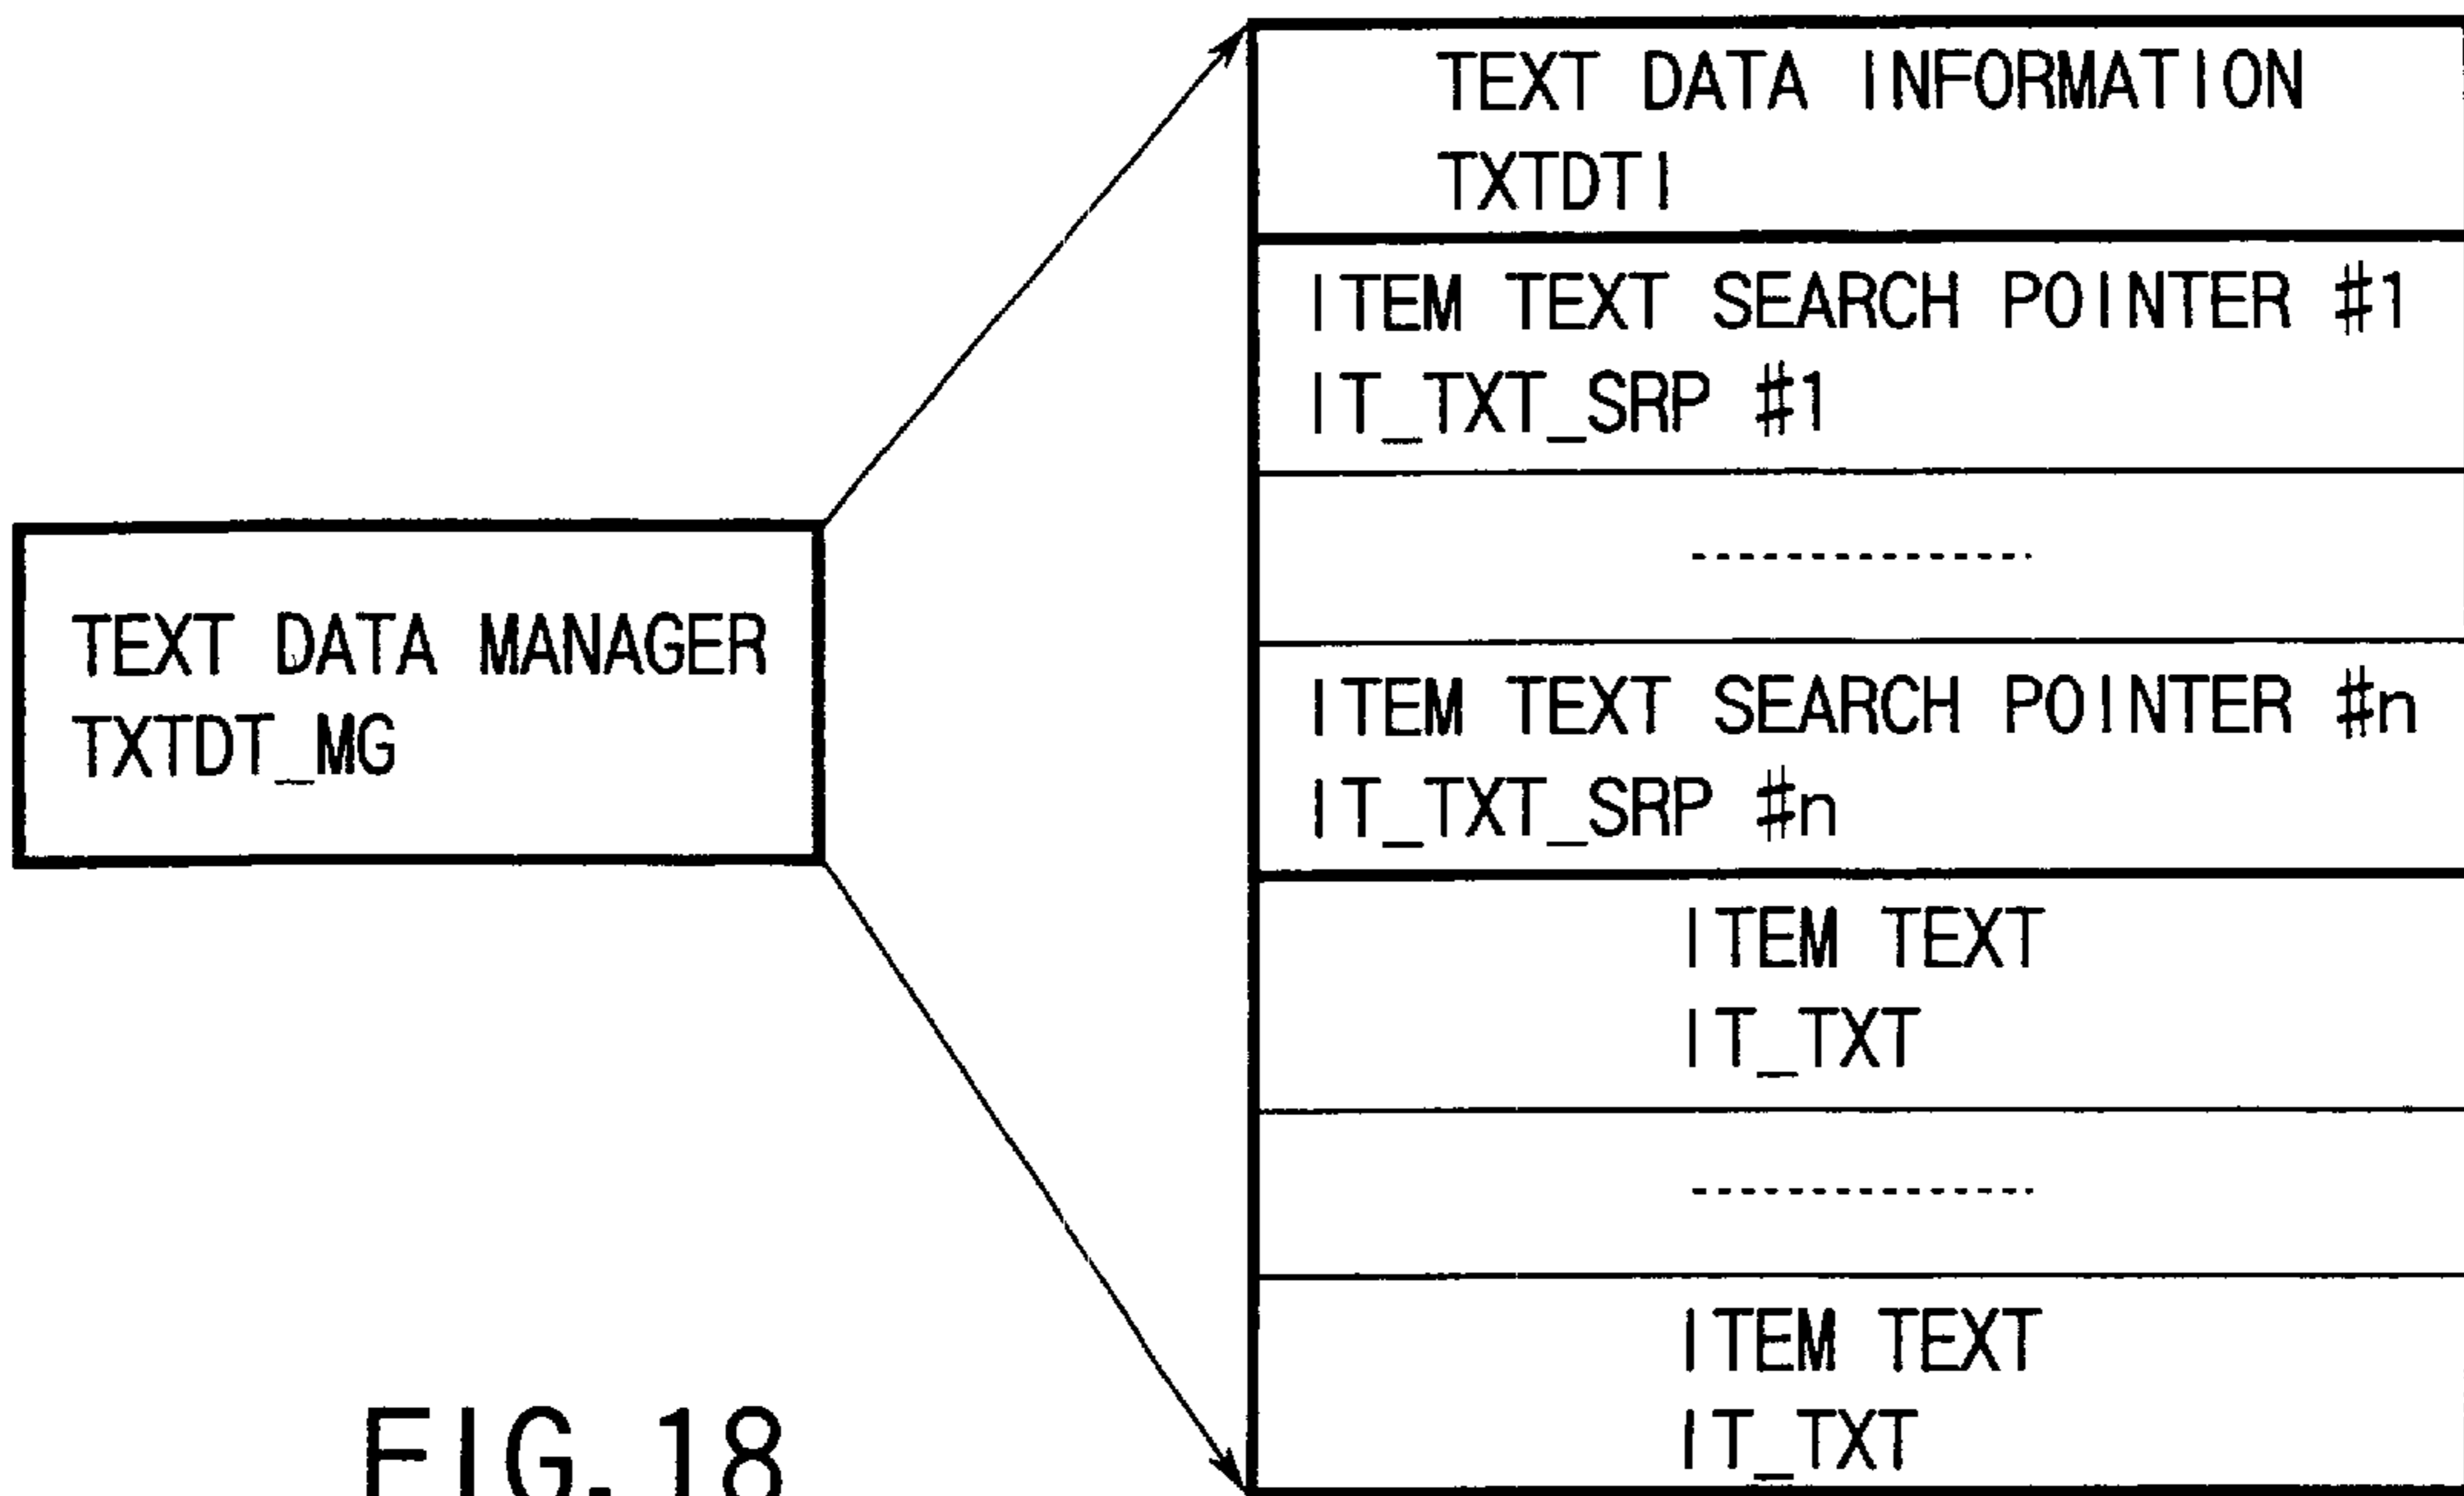 TEXT DATA MANAGER
TXTDT_MG
TEXT DATA INFORMATION
TXTDTI
ITEM TEXT SEARCH POINTER #1
IT_TXT_SRP #1
ITEM TEXT SEARCH POINTER #n
IT_TXT_SRP #n
ITEM TEXT
IT_TXT
ITEM TEXT
IT_TXT
FIG. 18